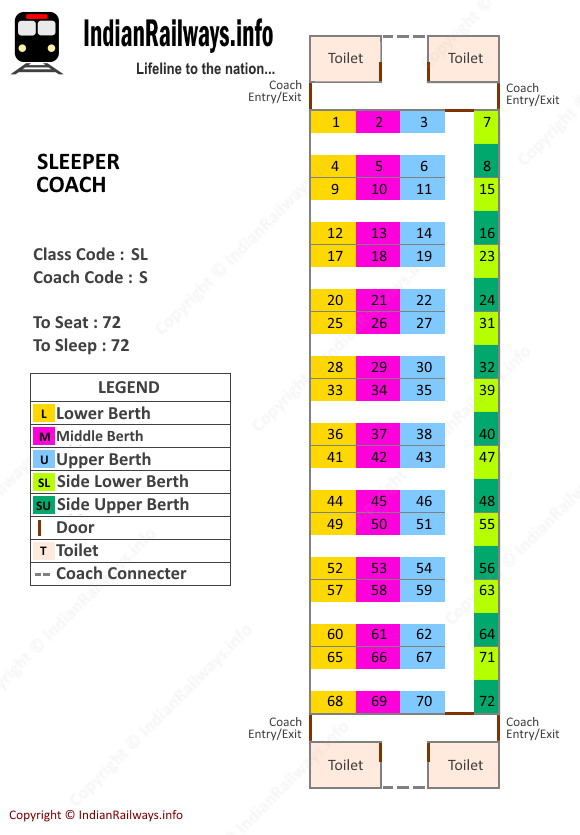 IndianRailways.info
Lifeline to the nation...
SLEEPER
COACH
Class Code : SL
Coach Code : S
To Seat : 72
To Sleep : 72
LEGEND
L Lower Berth
M Middle Berth
U Upper Berth
SL Side Lower Berth
SU Side Upper Berth
Door
T Toilet
Coach Connecter
Toilet Toilet
Coach
Entry/Exit
Coach
Entry/Exit
1 2 3 7
4 5 6 8
9 10 11 15
12 13 14 16
17 18 19 23
20 21 22 24
25 26 27 31
28 29 30 32
33 34 35 39
36 37 38 40
41 42 43 47
44 45 46 48
49 50 51 55
52 53 54 56
57 58 59 63
60 61 62 64
65 66 67 71
68 69 70 72
Coach
Entry/Exit
Coach
Entry/Exit
Toilet Toilet
Copyright © IndianRailways.info